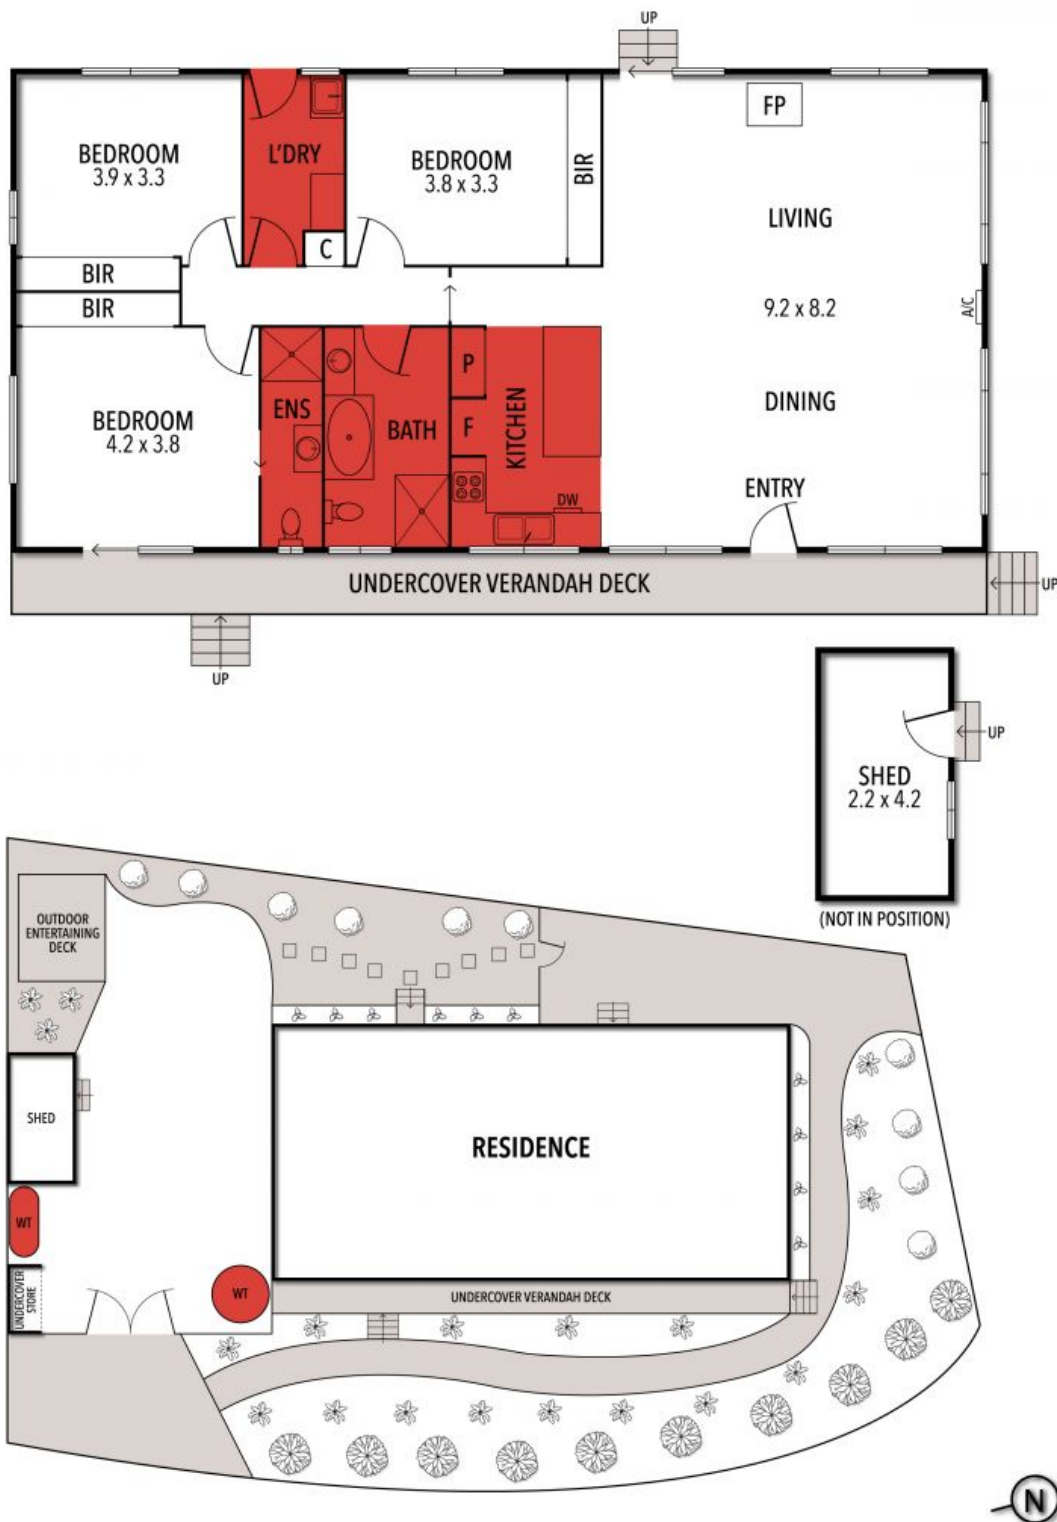 UP
FP
BEDROOM
3.9 x 3.3
L'DRY
BEDROOM
3.8 x 3.3
BIR
LIVING
C
BIR
BIR
9.2 x 8.2
A/C
P
ENS
BEDROOM
4.2 x 3.8
BATH
F
KITCHEN
DINING
DW
ENTRY
UNDERCOVER VERANDAH DECK
UP
UP
UP
SHED
2.2 x 4.2
(NOT IN POSITION)
OUTDOOR
ENTERTAINING
DECK
SHED
RESIDENCE
WT
WT
UNDERCOVER
STORE
UNDERCOVER VERANDAH DECK
N